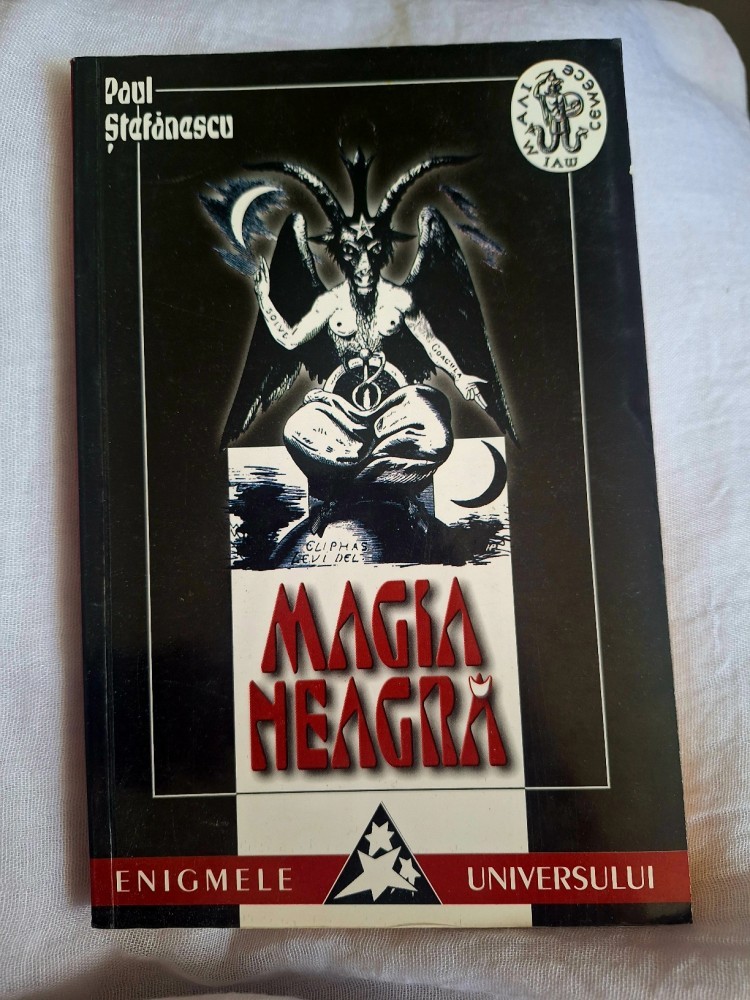 Paul
Ștefănescu
SOLVE
COAGULA
ELIPHAS
LEVI DEL
MAGIA
NEAGRĂ
ENIGMELE UNIVERSULUI